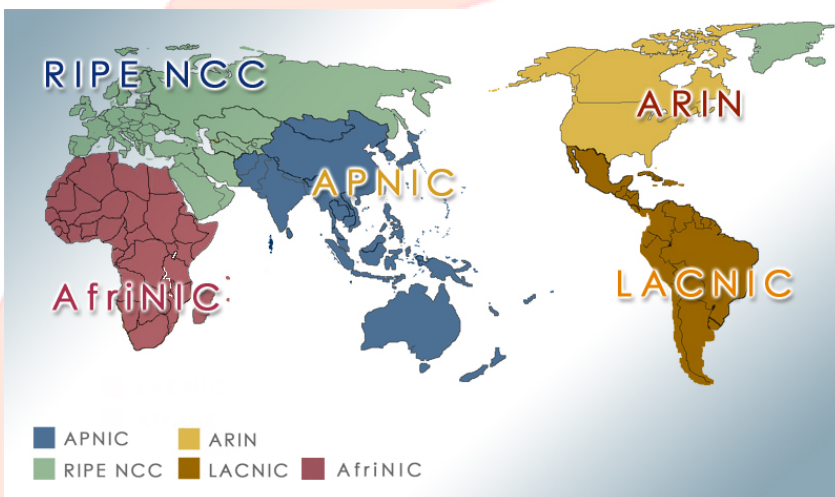 RIPE NCC
ARIN
APNIC
AfriNIC
LACNIC
APNIC ARIN
RIPE NCC LACNIC AfriNIC